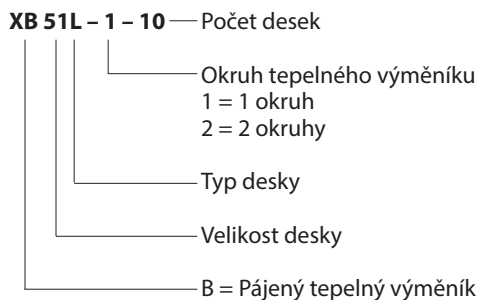 XB 51L – 1 – 10 Počet desek
Okruh tepelného výměníku
1 = 1 okruh
2 = 2 okruhy
Typ desky
Velikost desky
B = Pájený tepelný výměník